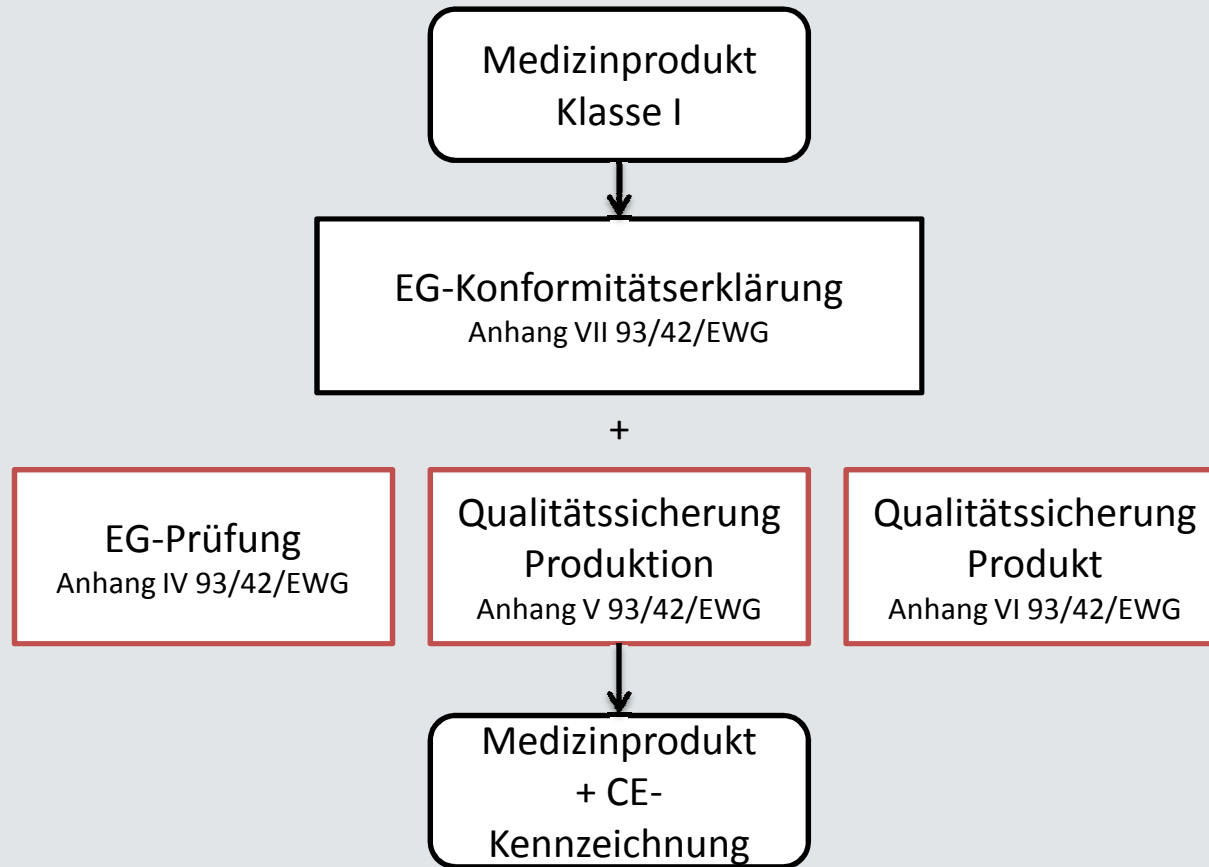 Medizinprodukt
Klasse I
EG-Konformitätserklärung
Anhang VII 93/42/EWG
+
EG-Prüfung
Anhang IV 93/42/EWG
Qualitätssicherung
Produktion
Anhang V 93/42/EWG
Qualitätssicherung
Produkt
Anhang VI 93/42/EWG
Medizinprodukt
+ CE-
Kennzeichnung